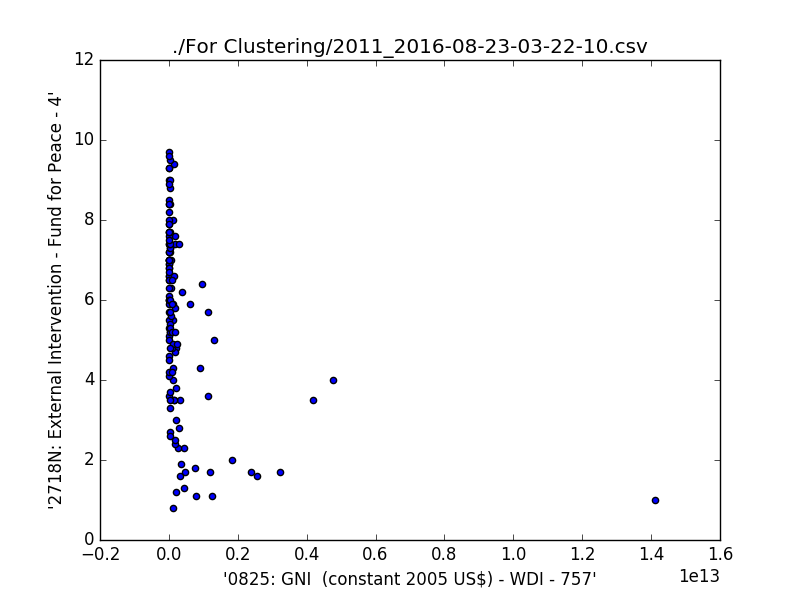 ./For Clustering/2011_2016-08-23-03-22-10.csv
12
10
8
6
4
2
0
'2718N: External Intervention - Fund for Peace - 4'
−0.2 0.0 0.2 0.4 0.6 0.8 1.0 1.2 1.4 1.6
1e13
'0825: GNI  (constant 2005 US$) - WDI - 757'